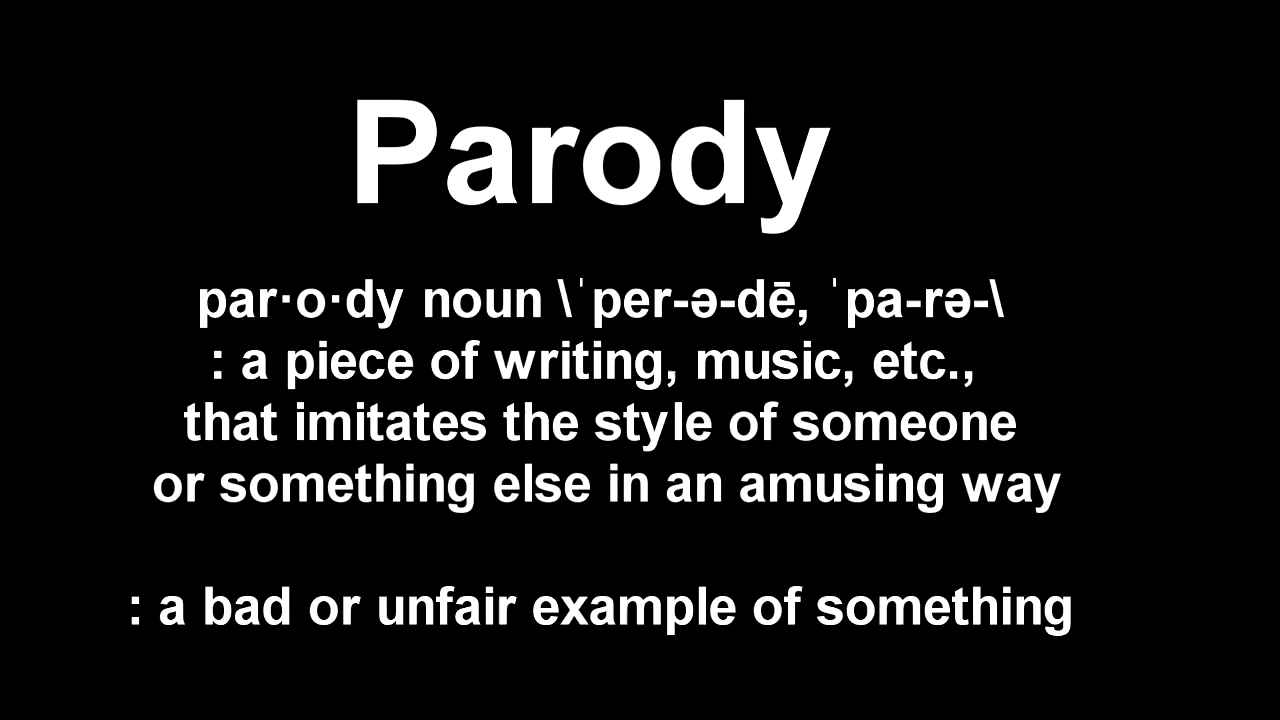 Parody
par·o·dy noun \ˈper-ə-dē, ˈpa-rə-\
: a piece of writing, music, etc.,
that imitates the style of someone
or something else in an amusing way
: a bad or unfair example of something